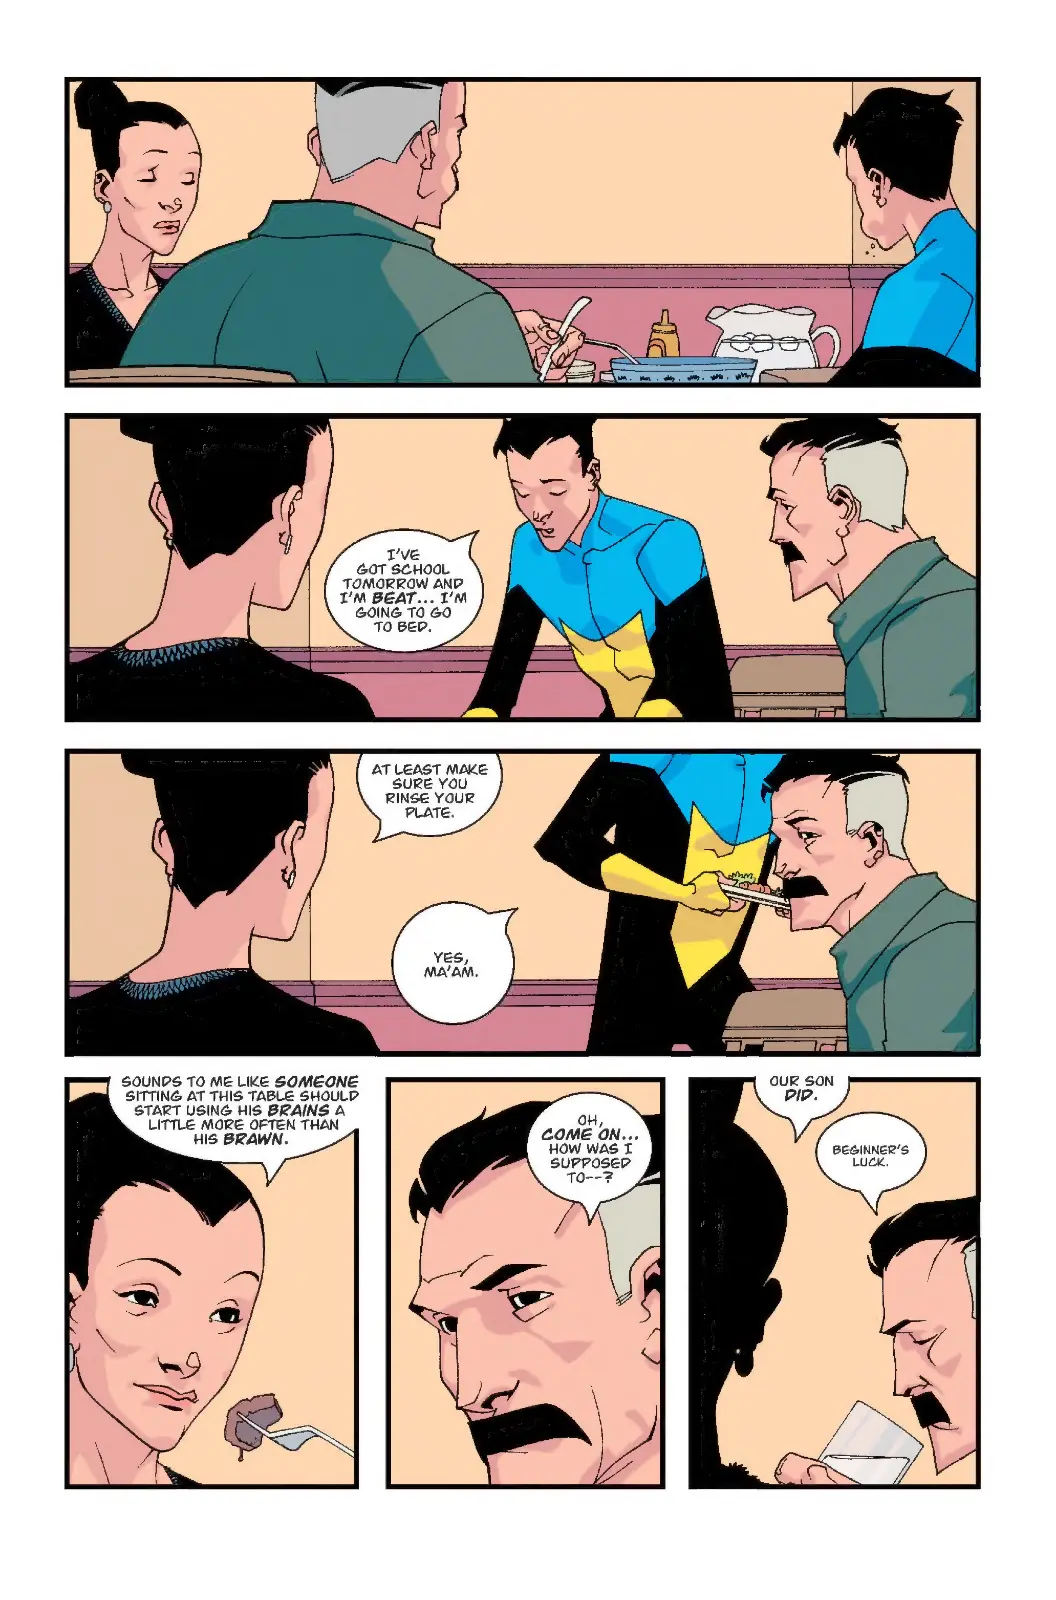 I'VE
GOT SCHOOL
TOMORROW AND
I'M BEAT... I'M
GOING TO GO
TO BED.
AT LEAST MAKE
SURE YOU
RINSE YOUR
PLATE.
YES,
MA'AM.
SOUNDS TO ME LIKE SOMEONE
SITTING AT THIS TABLE SHOULD
START USING HIS BRAINS A
LITTLE MORE OFTEN THAN
HIS BRAWN.
OH,
COME ON...
HOW WAS I
SUPPOSED
TO--?
OUR SON
DID.
BEGINNER'S
LUCK.